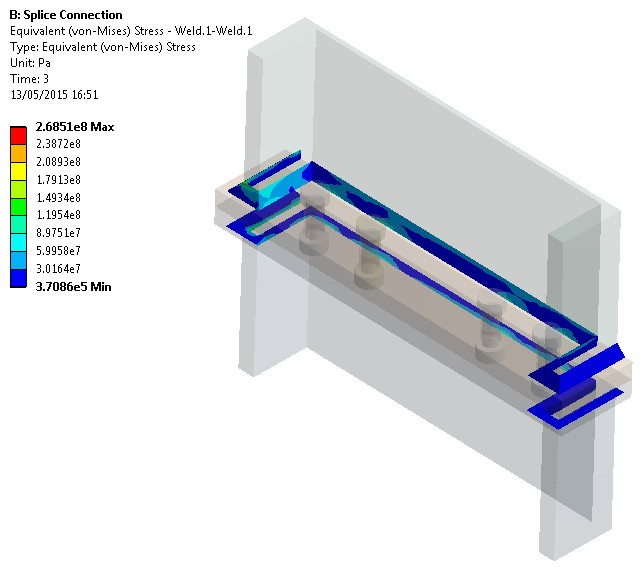 B: Splice Connection
Equivalent (von-Mises) Stress - Weld.1-Weld.1
Type: Equivalent (von-Mises) Stress
Unit: Pa
Time: 3
13/05/2015 16:51
2.6851e8 Max
2.3872e8
2.0893e8
1.7913e8
1.4934e8
1.1954e8
8.9751e7
5.9958e7
3.0164e7
3.7086e5 Min